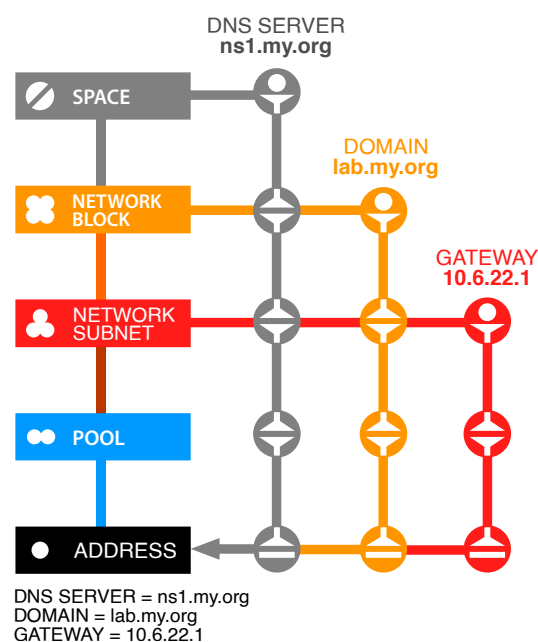 DNS SERVER
ns1.my.org
SPACE
DOMAIN
lab.my.org
NETWORK
BLOCK
GATEWAY
10.6.22.1
NETWORK
SUBNET
POOL
ADDRESS
DNS SERVER = ns1.my.org
DOMAIN = lab.my.org
GATEWAY = 10.6.22.1